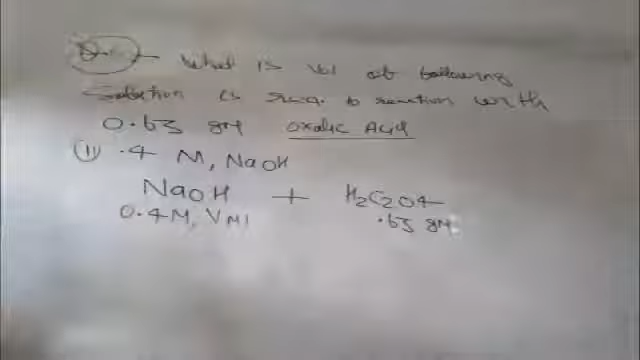 Q.- What is Vol of following
Solution is req. to reaction with
0.63 gm Oxalic Acid
(1) .4 M, NaOH
NaOH + H2C2O4
0.4M, V Ml .63 gm